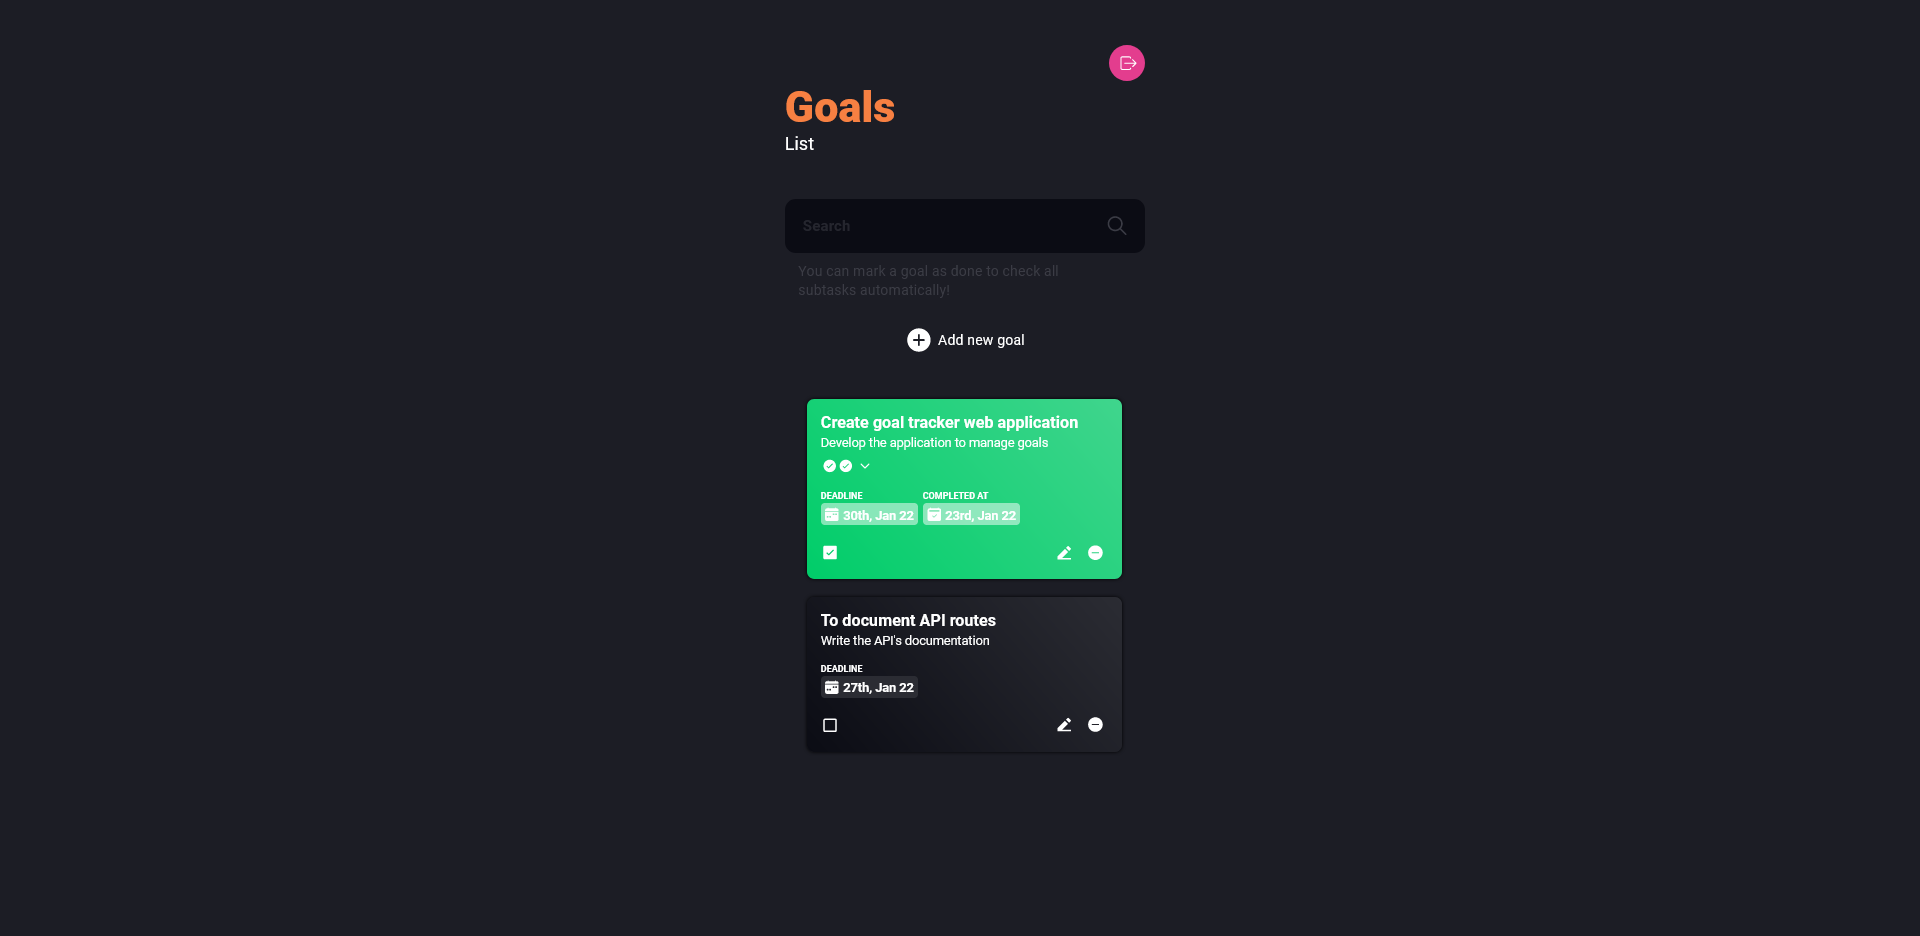 Goals
List
Search
You can mark a goal as done to check all
subtasks automatically!
Add new goal
Create goal tracker web application
Develop the application to manage goals
DEADLINE COMPLETED AT
30th, Jan 22 23rd, Jan 22
To document API routes
Write the API's documentation
DEADLINE
27th, Jan 22